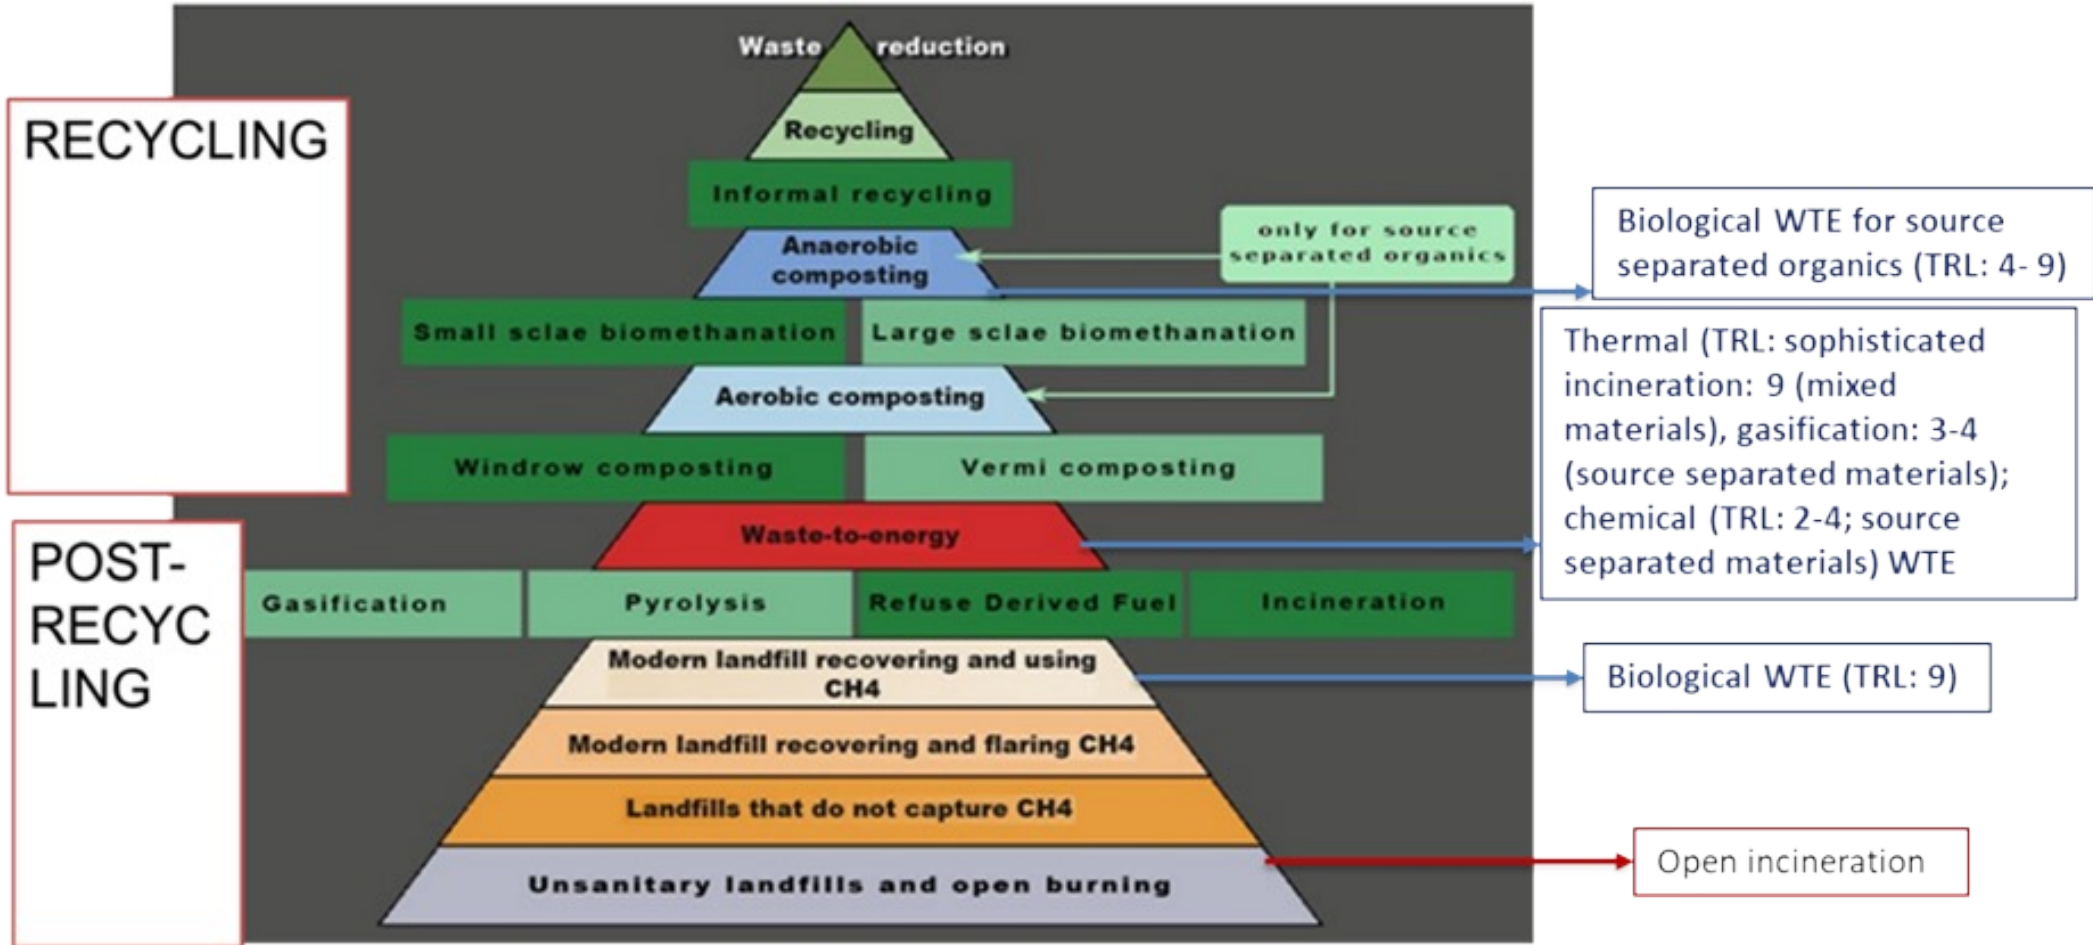 Waste reduction
RECYCLING
Recycling
Informal recycling
only for source
separated organics
Anaerobic
composting
Biological WTE for source
separated organics (TRL: 4- 9)
Small sclae biomethanation
Large sclae biomethanation
Aerobic composting
Windrow composting
Vermi composting
Thermal (TRL: sophisticated
incineration: 9 (mixed
materials), gasification: 3-4
(source separated materials);
chemical (TRL: 2-4; source
separated materials) WTE
POST-
RECYC
LING
Waste-to-energy
Gasification
Pyrolysis
Refuse Derived Fuel
Incineration
Modern landfill recovering and using
CH4
Biological WTE (TRL: 9)
Modern landfill recovering and flaring CH4
Landfills that do not capture CH4
Unsanitary landfills and open burning
Open incineration